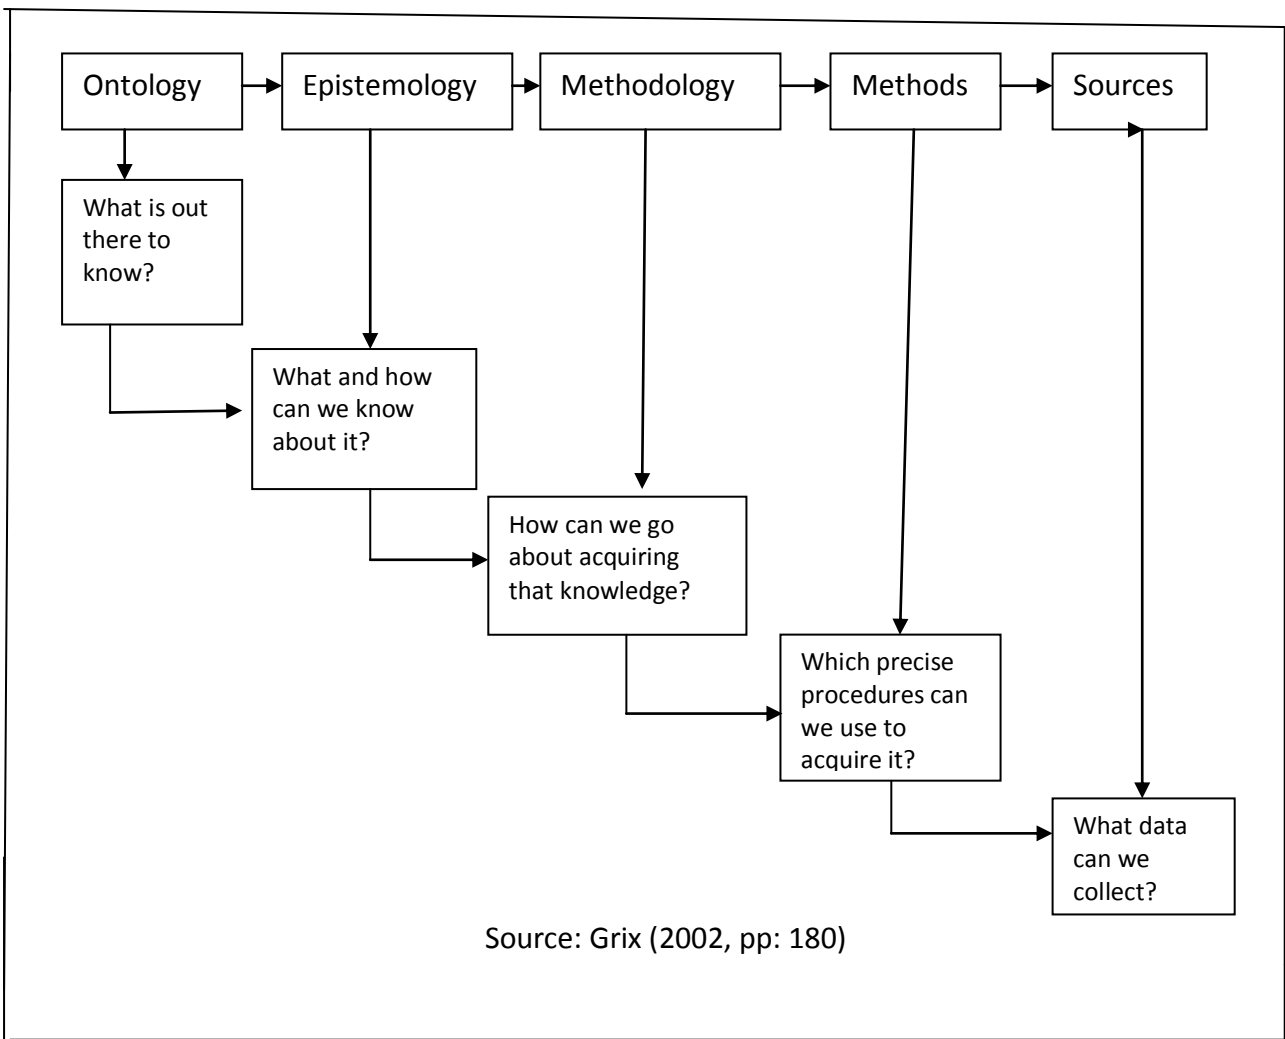 Ontology
Epistemology
Methodology
Methods
Sources
What is out
there to
know?
What and how
can we know
about it?
How can we go
about acquiring
that knowledge?
Which precise
procedures can
we use to
acquire it?
What data
can we
collect?
Source: Grix (2002, pp: 180)